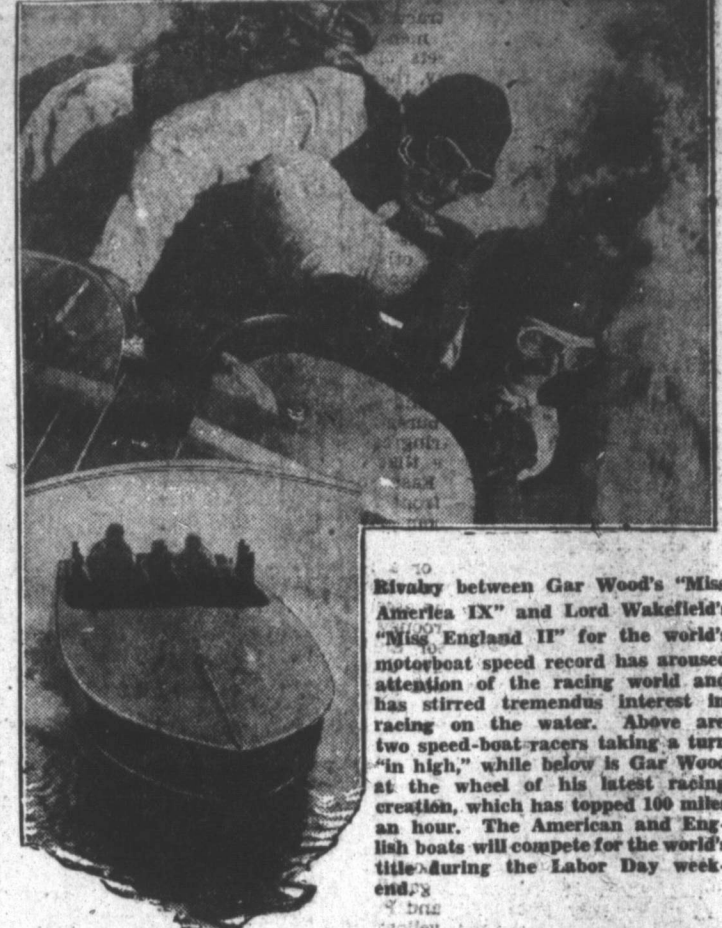 Rivalry between Gar Wood's "Miss
America IX" and Lord Wakefield's
"Miss England II" for the world's
motorboat speed record has aroused
attention of the racing world and
has stirred tremendus interest in
racing on the water. Above are
two speed-boat racers taking a turn
"in high," while below is Gar Wood
at the wheel of his latest racing
creation, which has topped 100 miles
an hour. The American and Eng-
lish boats will compete for the world's
title during the Labor Day week-
end.